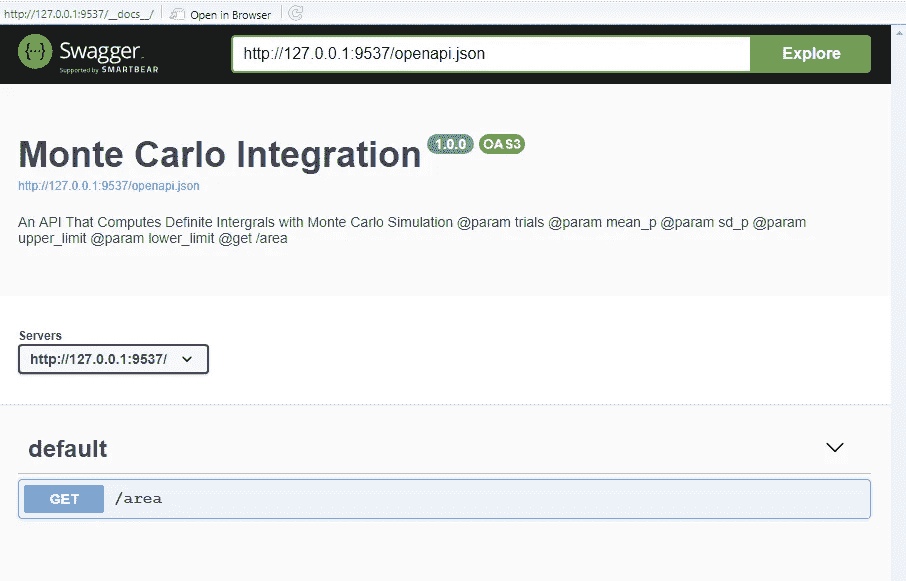 http://127.0.0.1:9537/__docs__/ Open in Browser
{···} Swagger. http://127.0.0.1:9537/openapi.json Explore
Supported by SMARTBEAR
Monte Carlo Integration 1.0.0 OAS3
http://127.0.0.1:9537/openapi.json
An API That Computes Definite Intergrals with Monte Carlo Simulation @param trials @param mean_p @param sd_p @param
upper_limit @param lower_limit @get /area
Servers
http://127.0.0.1:9537/
default
GET /area